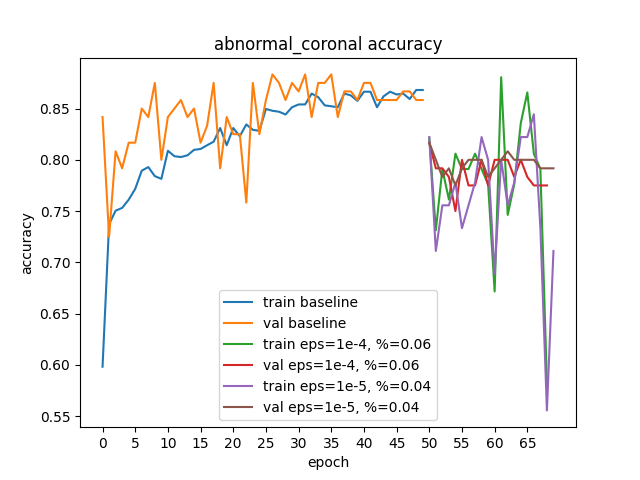 abnormal_coronal accuracy
accuracy
0.85
0.80
0.75
0.70
0.65
0.60
0.55
train baseline
val baseline
train eps=1e-4, %=0.06
val eps=1e-4, %=0.06
train eps=1e-5, %=0.04
val eps=1e-5, %=0.04
0 5 10 15 20 25 30 35 40 45 50 55 60 65
epoch